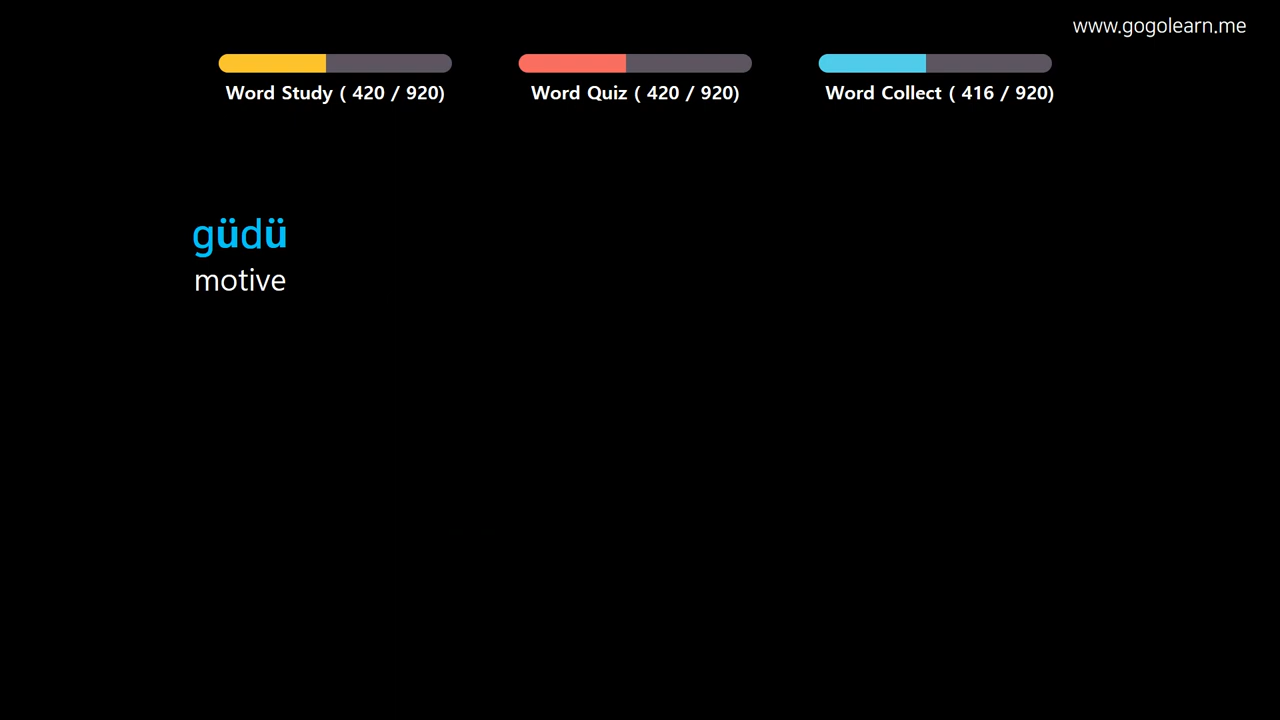 www.gogolearn.me
Word Study ( 420 / 920)
Word Quiz ( 420 / 920)
Word Collect ( 416 / 920)
güdü
motive